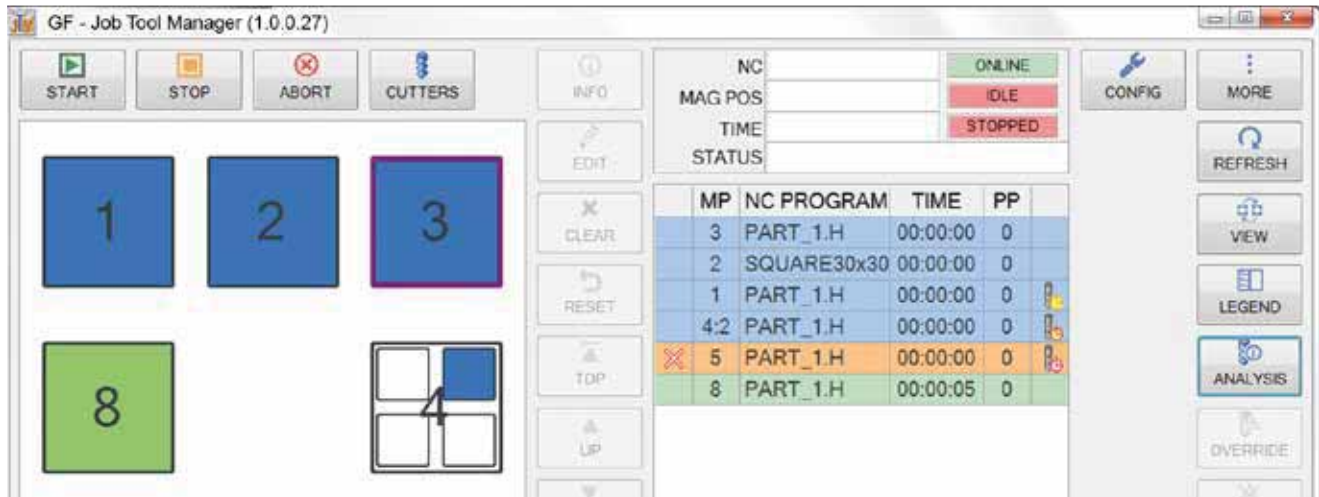 GF - Job Tool Manager (1.0.0.27)
START STOP ABORT CUTTERS
INFO
EDIT
CLEAR
RESET
TOP
UP
1 2 3
8 4
NC ONLINE
MAG POS IDLE
TIME STOPPED
STATUS
MP NC PROGRAM TIME PP
3 PART_1.H 00:00:00 0
2 SQUARE30x30 00:00:00 0
1 PART_1.H 00:00:00 0
4:2 PART_1.H 00:00:00 0
5 PART_1.H 00:00:00 0
8 PART_1.H 00:00:05 0
CONFIG MORE
REFRESH
VIEW
LEGEND
ANALYSIS
OVERRIDE